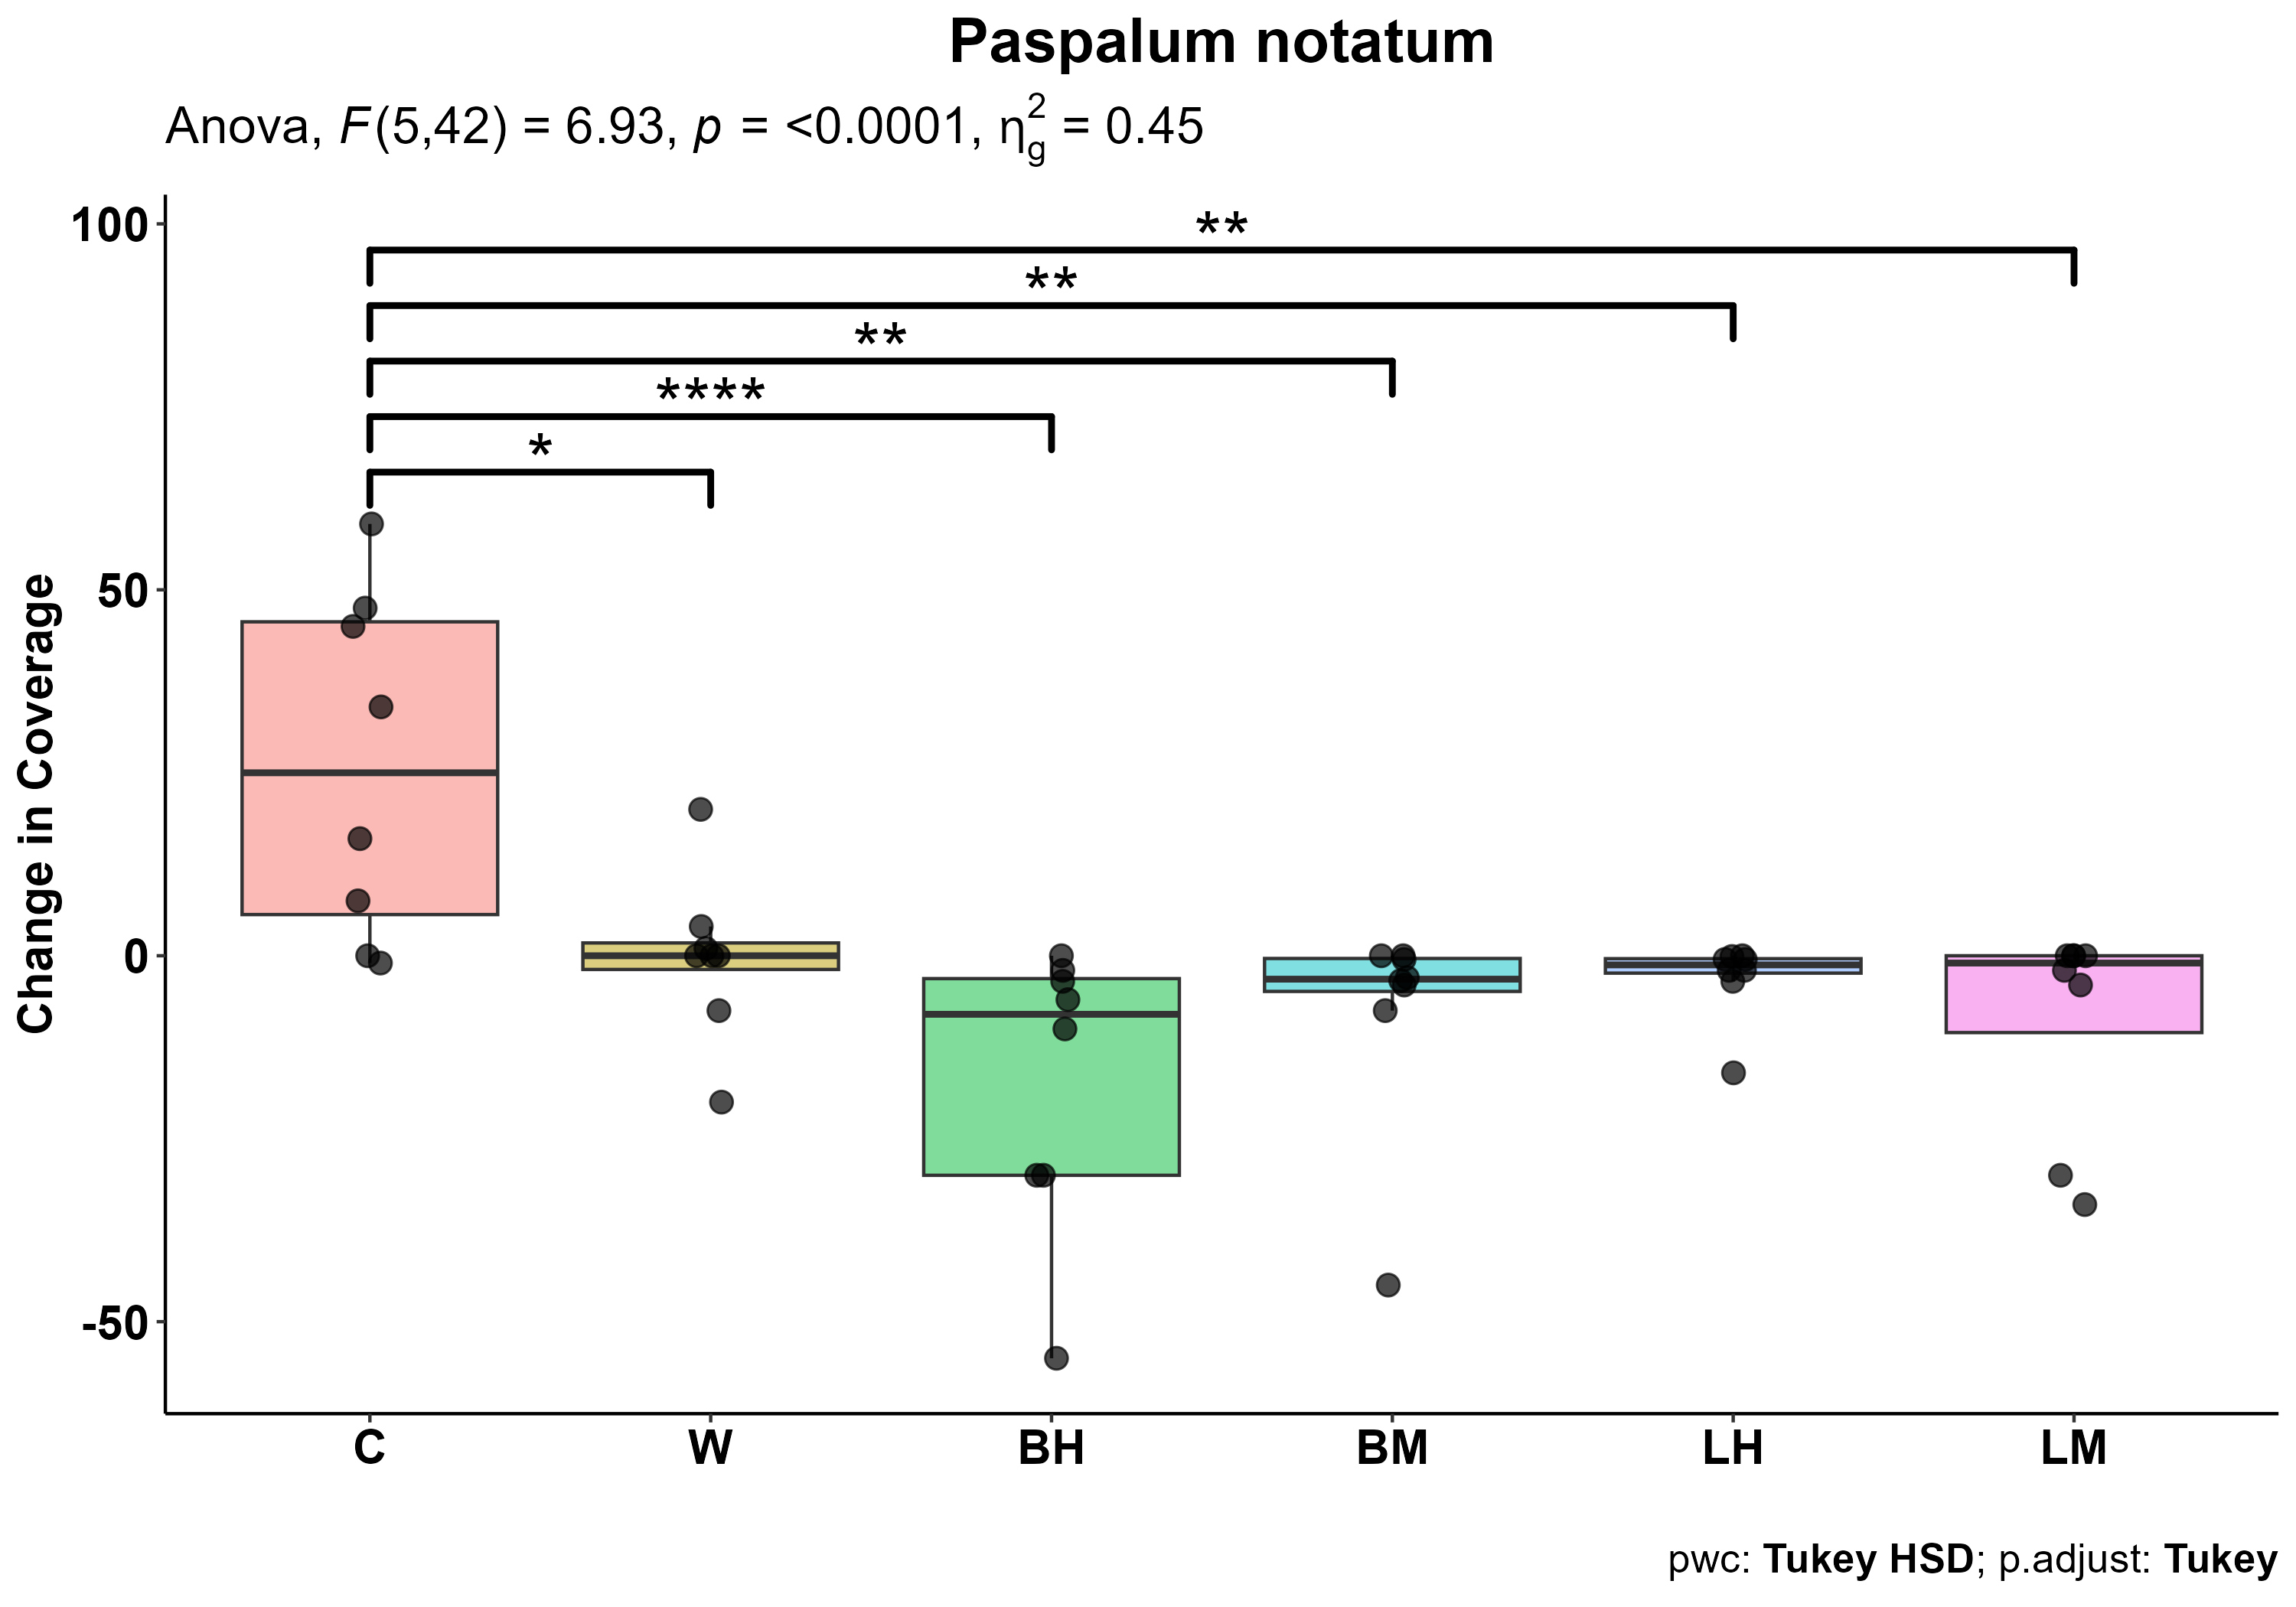 Paspalum notatum
Anova, F(5,42) = 6.93, p = <0.0001, η²g = 0.45
100
**
**
**
****
*
50
Change in Coverage
0
-50
C W BH BM LH LM
pwc: Tukey HSD; p.adjust: Tukey